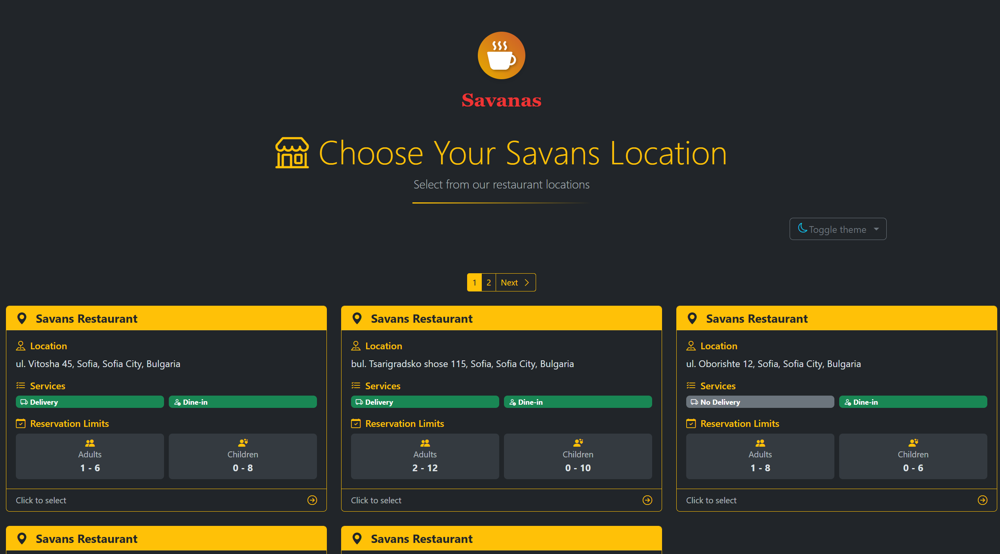 Savanas
Choose Your Savans Location
Select from our restaurant locations
Toggle theme
1 2 Next
Savans Restaurant
Location
ul. Vitosha 45, Sofia, Sofia City, Bulgaria
Services
Delivery Dine-in
Reservation Limits
Adults Children
1 - 6 0 - 8
Click to select
Savans Restaurant
Location
bul. Tsarigradsko shose 115, Sofia, Sofia City, Bulgaria
Services
Delivery Dine-in
Reservation Limits
Adults Children
2 - 12 0 - 10
Click to select
Savans Restaurant
Location
ul. Oborishte 12, Sofia, Sofia City, Bulgaria
Services
No Delivery Dine-in
Reservation Limits
Adults Children
1 - 8 0 - 6
Click to select
Savans Restaurant
Savans Restaurant